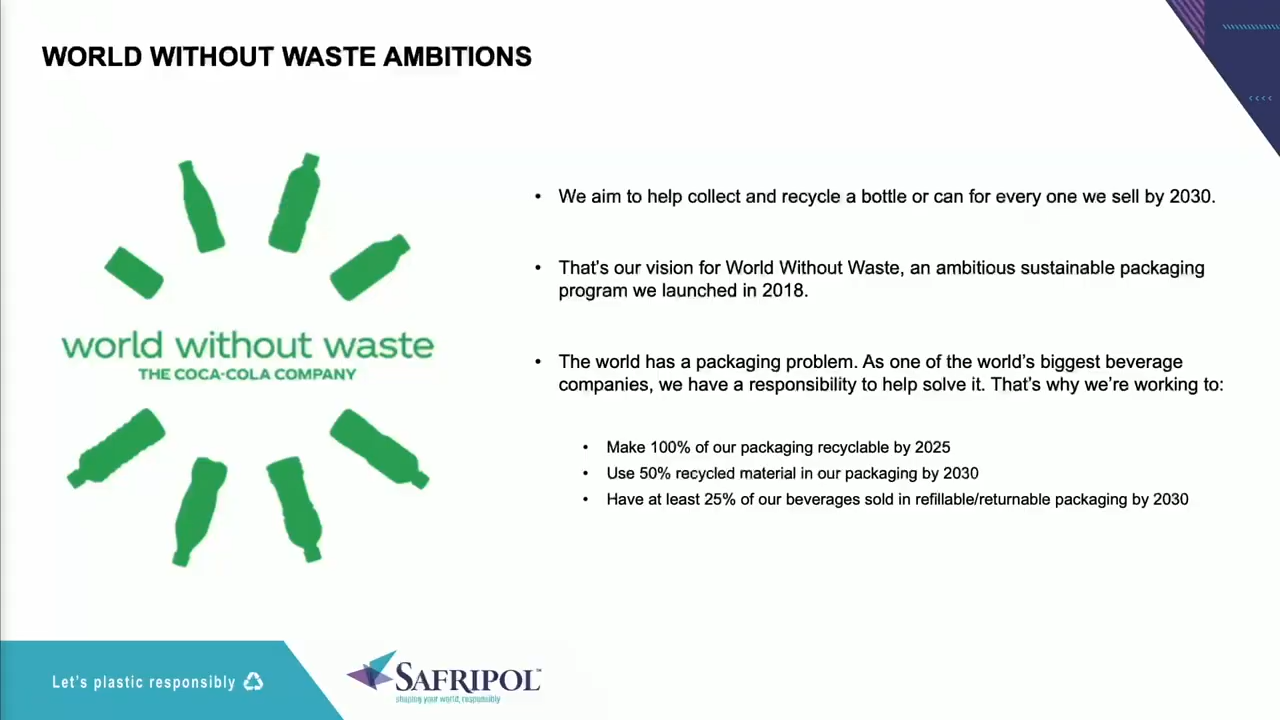 WORLD WITHOUT WASTE AMBITIONS
world without waste
THE COCA-COLA COMPANY
• We aim to help collect and recycle a bottle or can for every one we sell by 2030.
• That’s our vision for World Without Waste, an ambitious sustainable packaging
program we launched in 2018.
• The world has a packaging problem. As one of the world’s biggest beverage
companies, we have a responsibility to help solve it. That’s why we’re working to:
• Make 100% of our packaging recyclable by 2025
• Use 50% recycled material in our packaging by 2030
• Have at least 25% of our beverages sold in refillable/returnable packaging by 2030
Let’s plastic responsibly
SAFRIPOL™
shaping your world, responsibly